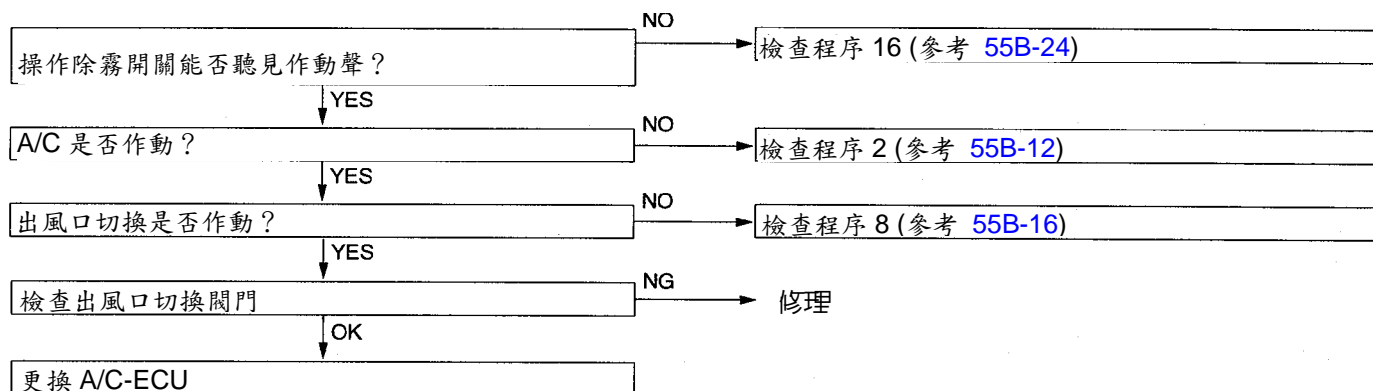 NO
操作除霧開關能否聽見作動聲？
檢查程序 16 (參考 55B-24)
YES
NO
A/C 是否作動？
檢查程序 2 (參考 55B-12)
YES
NO
出風口切換是否作動？
檢查程序 8 (參考 55B-16)
YES
NG
檢查出風口切換閥門
修理
OK
更換 A/C-ECU